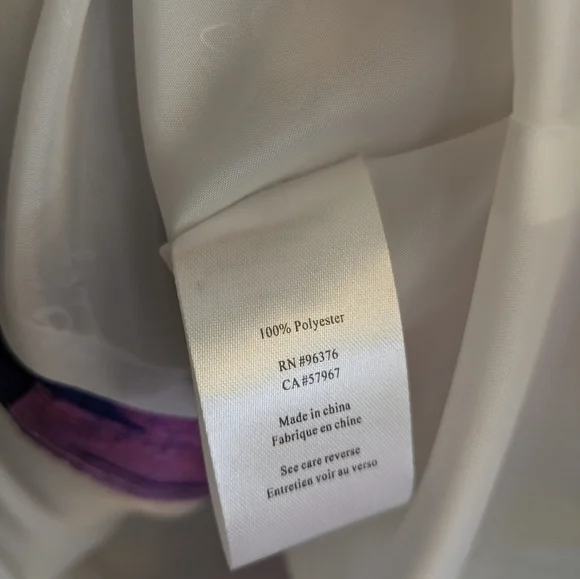 100% Polyester
RN #96376
CA #57967
Made in china
Fabrique en chine
See care reverse
Entretien voir au verso